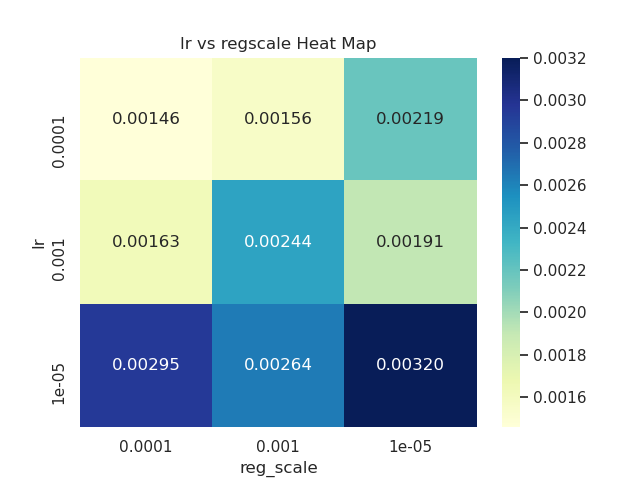 lr vs regscale Heat Map
0.0001
0.001
1e-05
lr
0.00146 0.00156 0.00219
0.00163 0.00244 0.00191
0.00295 0.00264 0.00320
0.0001 0.001 1e-05
reg_scale
0.0032
0.0030
0.0028
0.0026
0.0024
0.0022
0.0020
0.0018
0.0016